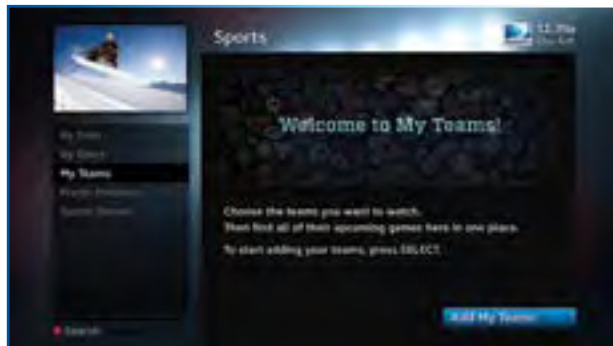 Sports
My Teams
Search
Welcome to My Teams!
Choose the teams you want to watch.
Then find all of their upcoming games here in one place.
To start adding your teams, press SELECT.
Add My Teams